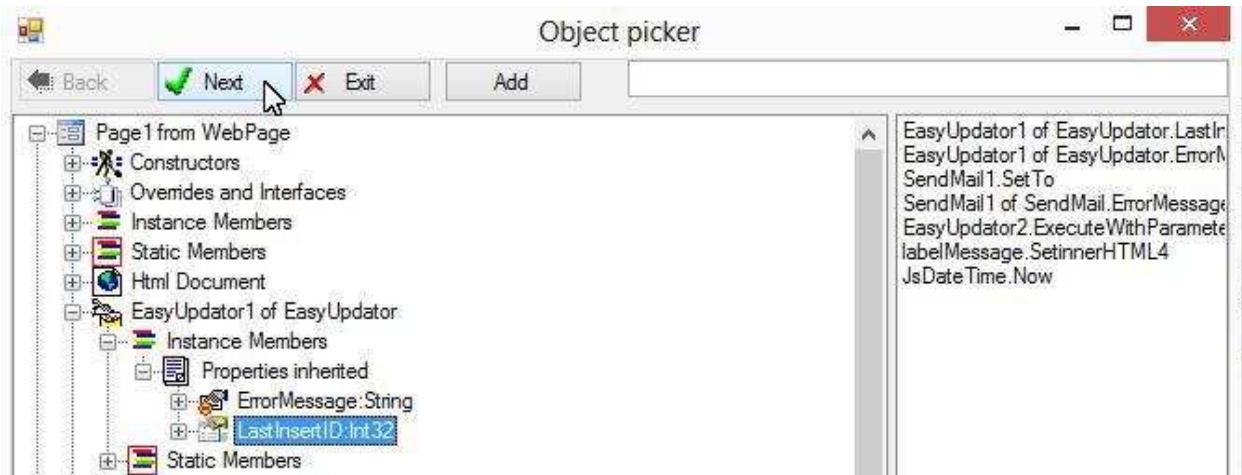 Object picker
Back Next Exit Add
Page1 from WebPage
Constructors
Overrides and Interfaces
Instance Members
Static Members
Html Document
EasyUpdator1 of EasyUpdator
Instance Members
Properties inherited
ErrorMessage:String
LastInsertID:Int32
Static Members
EasyUpdator1 of EasyUpdator.LastIn
EasyUpdator1 of EasyUpdator.ErrorM
SendMail1.SetTo
SendMail1 of SendMail.ErrorMessage
EasyUpdator2.ExecuteWithParamete
labelMessage.SetinnerHTML4
JsDateTime.Now